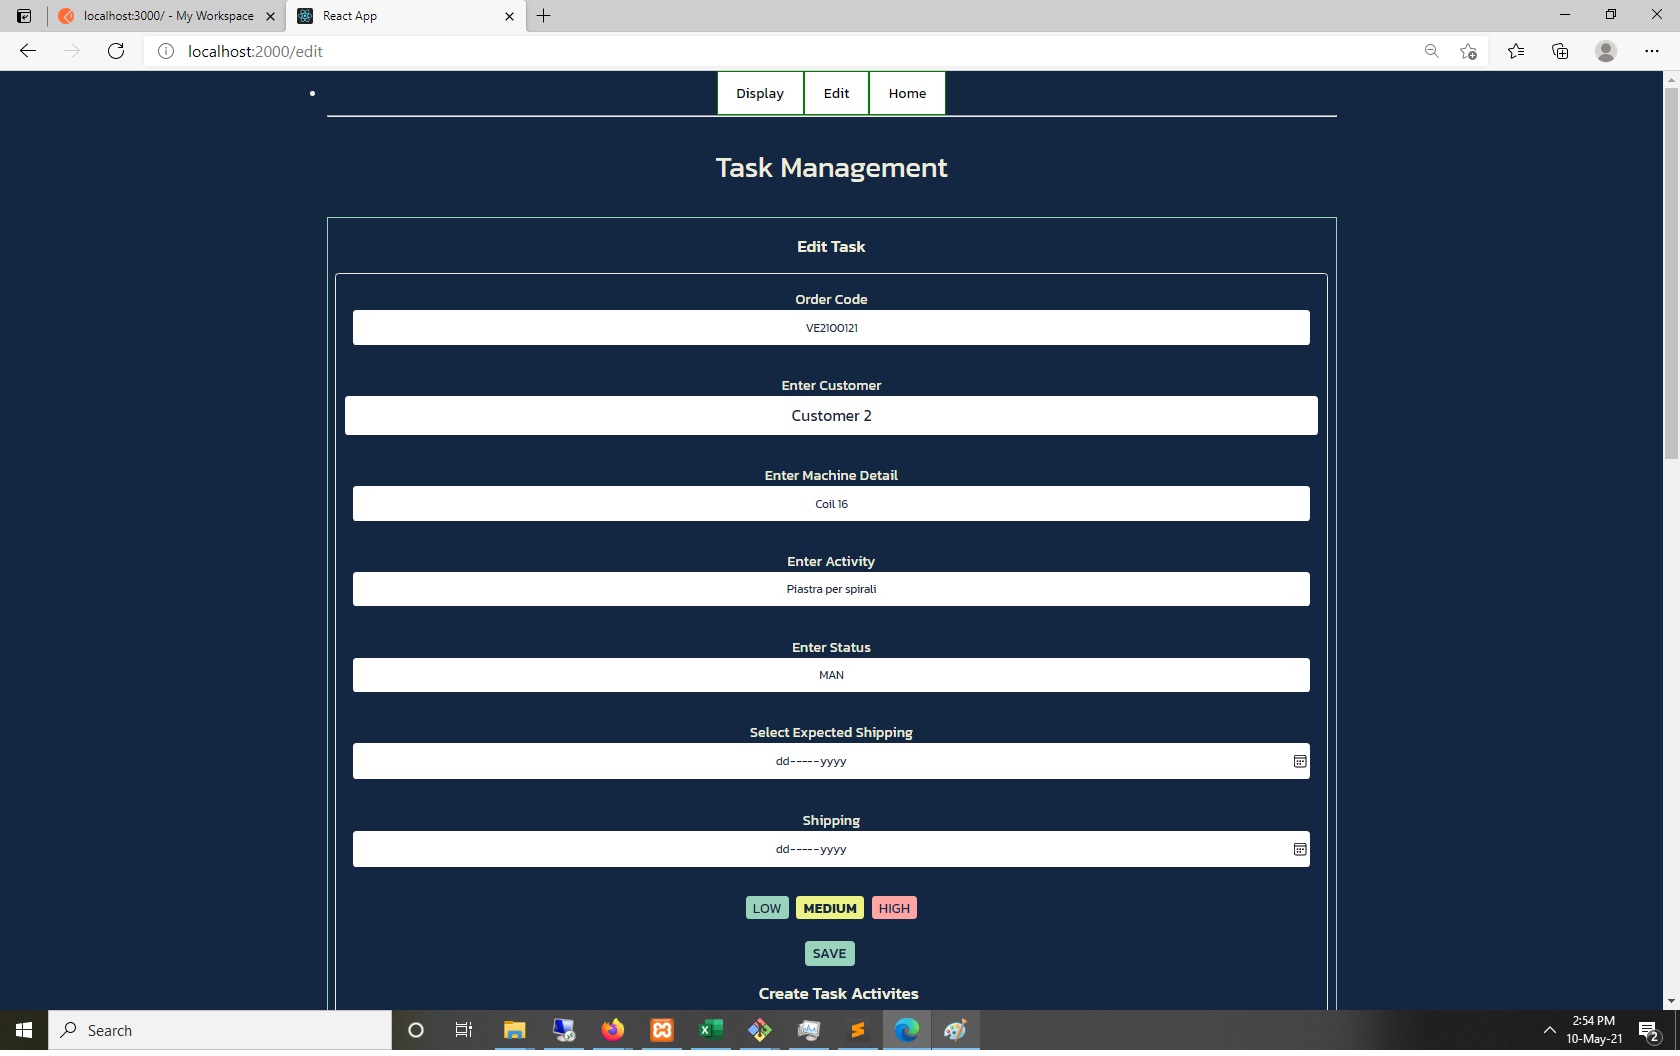 localhost:3000/ - My Workspace
React App
localhost:2000/edit
Display
Edit
Home
Task Management
Edit Task
Order Code
VE2100121
Enter Customer
Customer 2
Enter Machine Detail
Coil 16
Enter Activity
Piastra per spirali
Enter Status
MAN
Select Expected Shipping
dd-----yyyy
Shipping
dd-----yyyy
LOW
MEDIUM
HIGH
SAVE
Create Task Activites
Search
2:54 PM
10-May-21
2